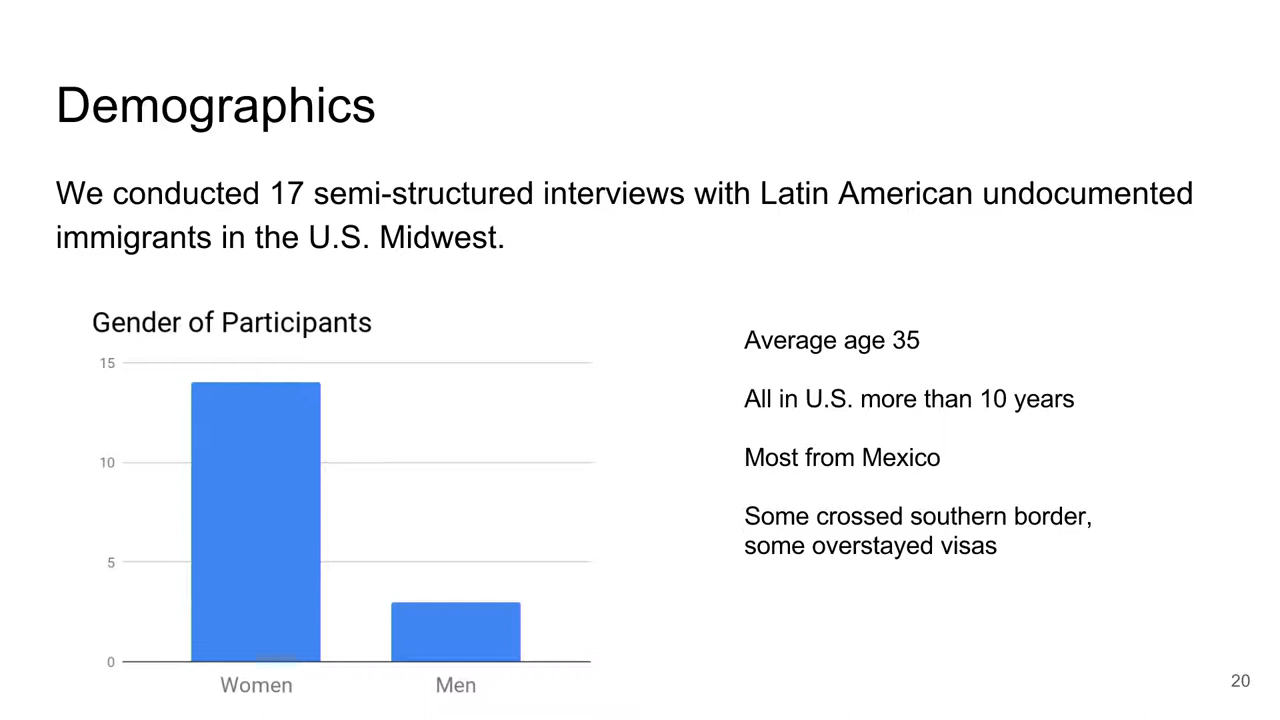 Demographics
We conducted 17 semi-structured interviews with Latin American undocumented
immigrants in the U.S. Midwest.
Gender of Participants
15
10
5
0
Women
Men
Average age 35
All in U.S. more than 10 years
Most from Mexico
Some crossed southern border,
some overstayed visas
20